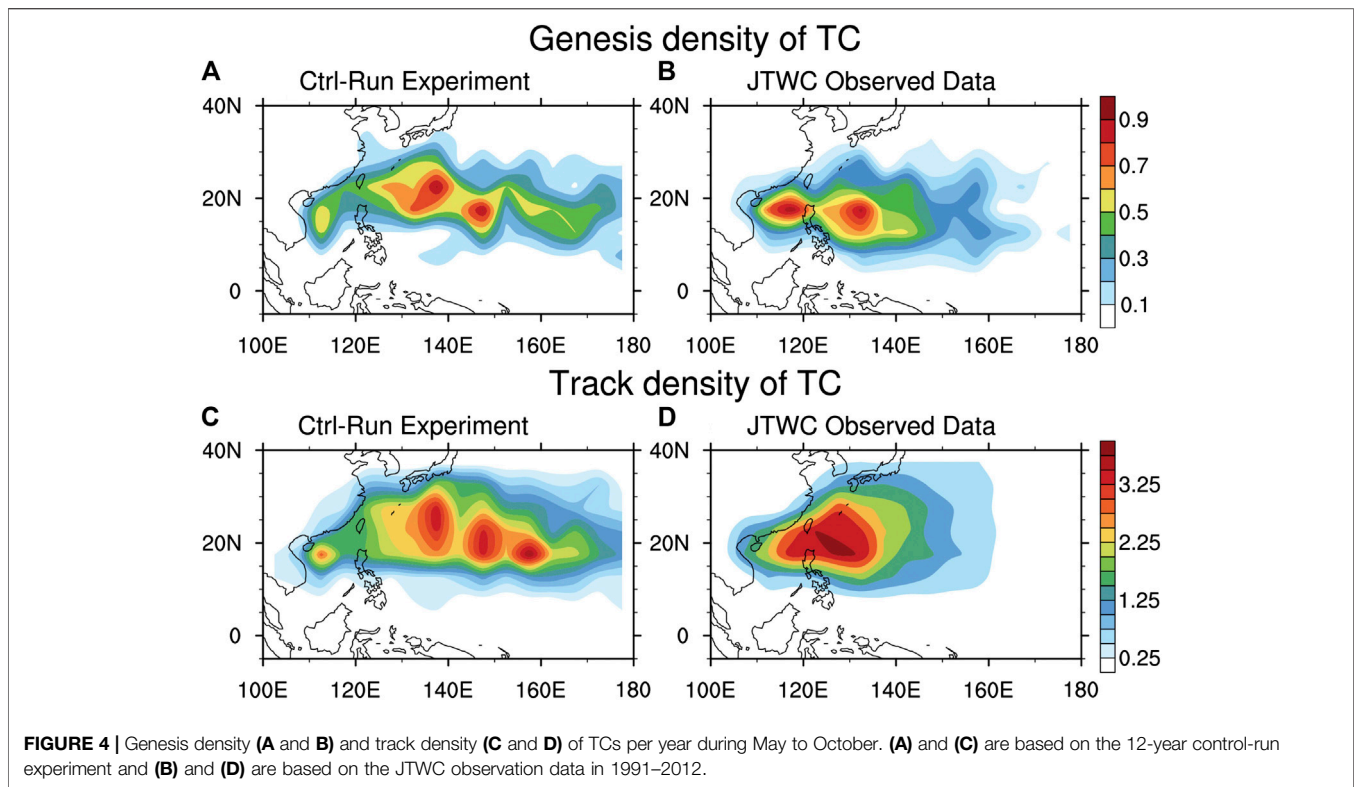 Genesis density of TC
A
Ctrl-Run Experiment
B
JTWC Observed Data
40N
20N
0
100E 120E 140E 160E 180
40N
20N
0
100E 120E 140E 160E 180
0.9
0.7
0.5
0.3
0.1
Track density of TC
C
Ctrl-Run Experiment
D
JTWC Observed Data
40N
20N
0
100E 120E 140E 160E 180
40N
20N
0
100E 120E 140E 160E 180
3.25
2.25
1.25
0.25
FIGURE 4 | Genesis density (A and B) and track density (C and D) of TCs per year during May to October. (A) and (C) are based on the 12-year control-run
experiment and (B) and (D) are based on the JTWC observation data in 1991–2012.